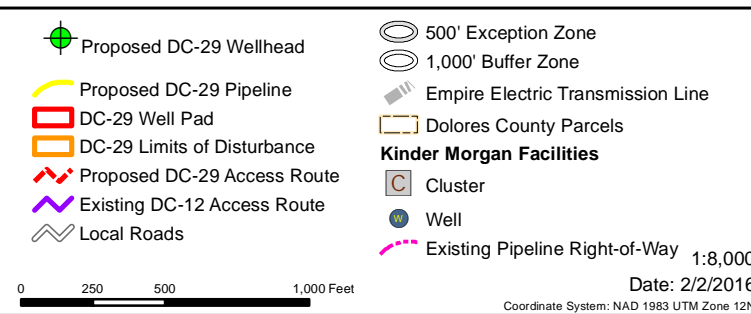 Proposed DC-29 Wellhead
Proposed DC-29 Pipeline
DC-29 Well Pad
DC-29 Limits of Disturbance
Proposed DC-29 Access Route
Existing DC-12 Access Route
Local Roads
0 250 500 1,000 Feet
500' Exception Zone
1,000' Buffer Zone
Empire Electric Transmission Line
Dolores County Parcels
Kinder Morgan Facilities
C Cluster
W Well
Existing Pipeline Right-of-Way
1:8,000
Date: 2/2/2016
Coordinate System: NAD 1983 UTM Zone 12N